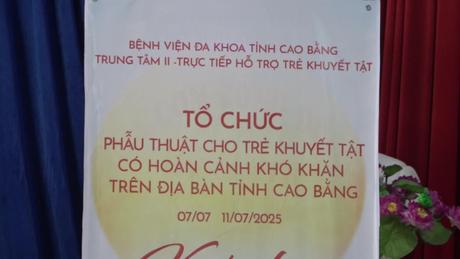 BỆNH VIỆN ĐA KHOA TỈNH CAO BẰNG
TRUNG TÂM II -TRỰC TIẾP HỖ TRỢ TRẺ KHUYẾT TẬT
TỔ CHỨC
PHẪU THUẬT CHO TRẺ KHUYẾT TẬT
CÓ HOÀN CẢNH KHÓ KHĂN
TRÊN ĐỊA BÀN TỈNH CAO BẰNG
07/07 11/07/2025